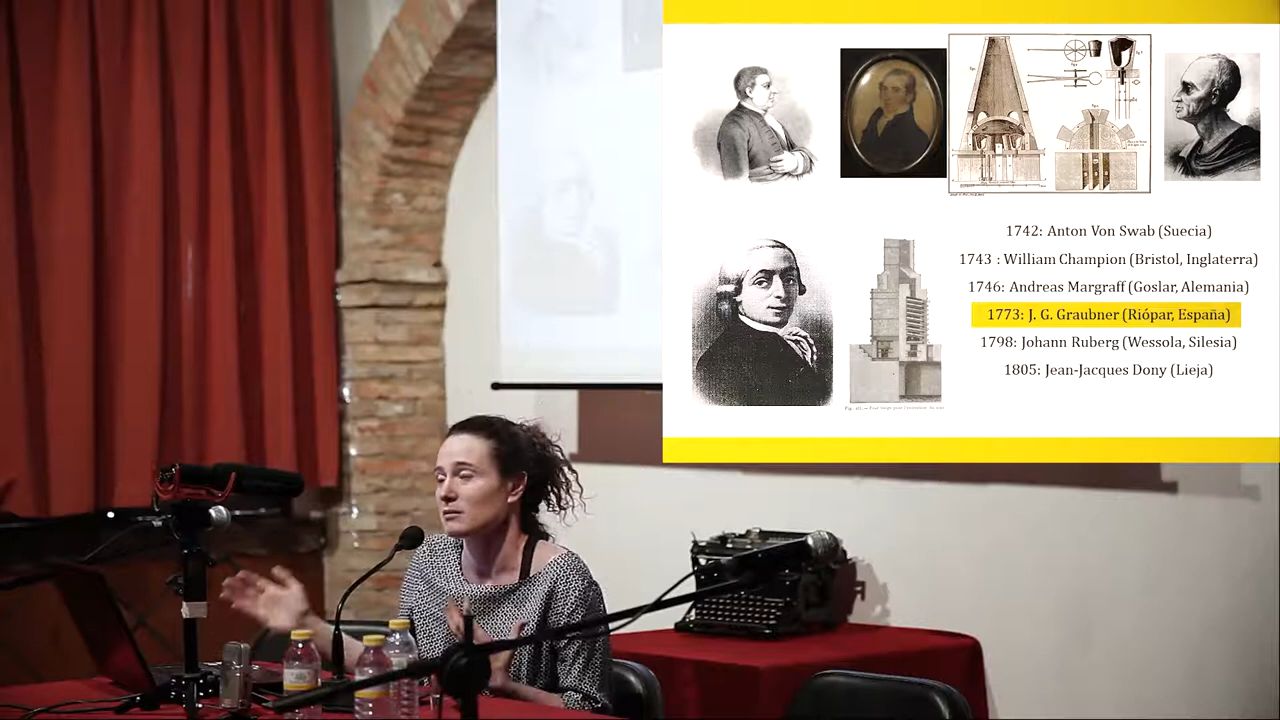 1742: Anton Von Swab (Suecia)
1743 : William Champion (Bristol, Inglaterra)
1746: Andreas Margraff (Goslar, Alemania)
1773: J. G. Graubner (Riópar, España)
1798: Johann Ruberg (Wessola, Silesia)
1805: Jean-Jacques Dony (Lieja)